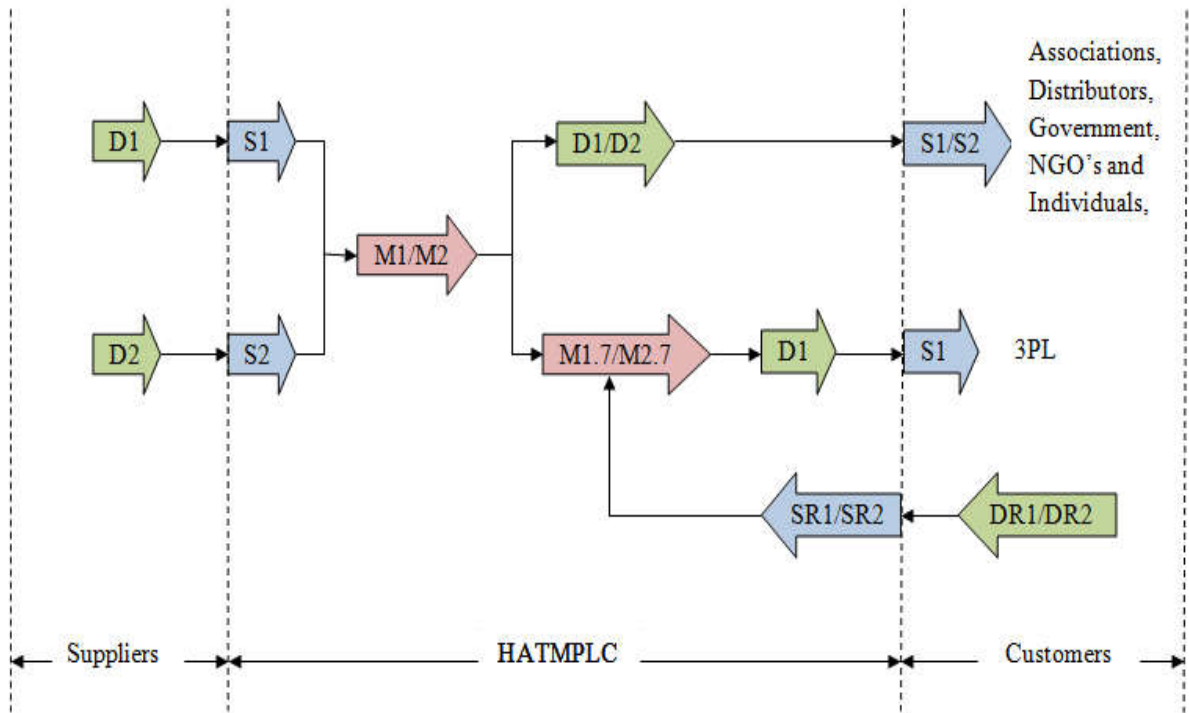 Associations,
Distributors,
Government,
NGO's and
Individuals,
D1
S1
D1/D2
S1/S2
M1/M2
D2
S2
M1.7/M2.7
D1
S1
3PL
SR1/SR2
DR1/DR2
Suppliers
HATMPLC
Customers